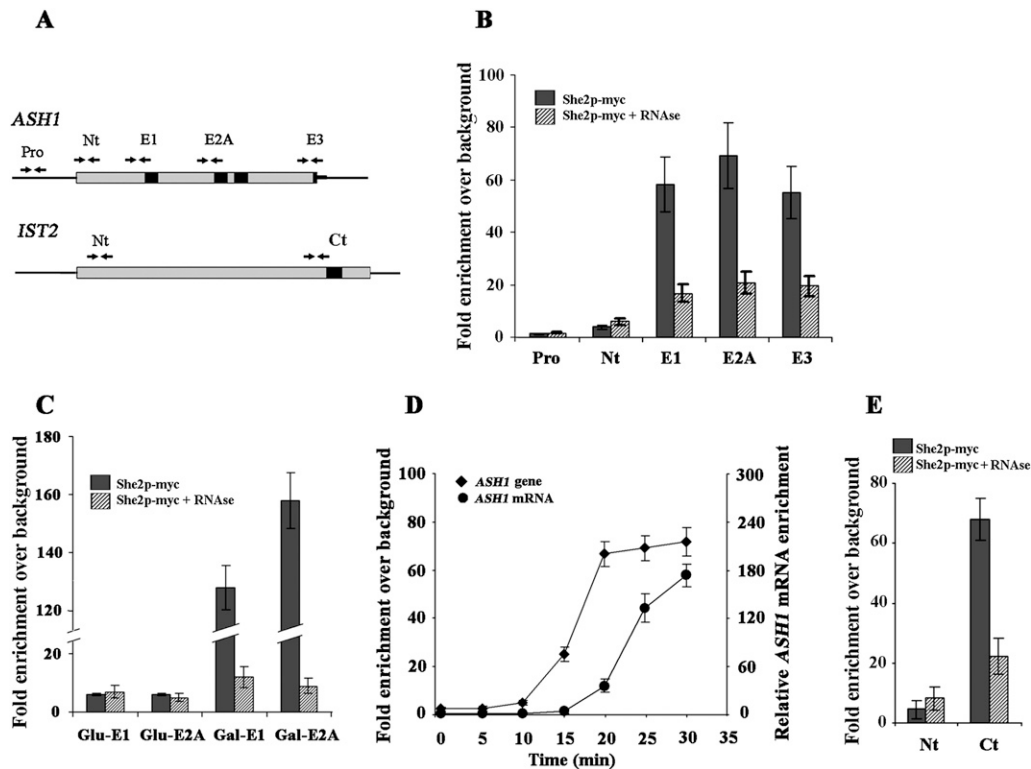 A
ASH1
Pro
Nt
E1
E2A
E3
IST2
Nt
Ct
B
Fold enrichment over background
100
80
60
40
20
0
She2p-myc
She2p-myc + RNAse
Pro Nt E1 E2A E3
C
Fold enrichment over background
180
160
140
120
20
10
0
She2p-myc
She2p-myc + RNAse
Glu-E1 Glu-E2A Gal-E1 Gal-E2A
D
Fold enrichment over background
100
80
60
40
20
0
ASH1 gene
ASH1 mRNA
300
240
180
120
60
0
Relative ASH1 mRNA enrichment
0 5 10 15 20 25 30 35
Time (min)
E
She2p-myc
She2p-myc + RNAse
Fold enrichment over background
80
60
40
20
0
Nt Ct